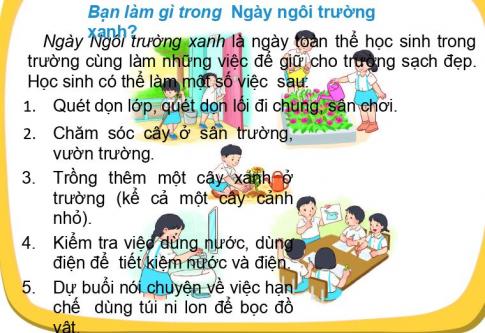 Bạn làm gì trong Ngày ngôi trường
xanh?
Ngày Ngôi trường xanh là ngày toàn thể học sinh trong
trường cùng làm những việc để giữ cho trường sạch đẹp.
Học sinh có thể làm một số việc sau:
1. Quét dọn lớp, quét dọn lối đi chung, sân chơi.
2. Chăm sóc cây ở sân trường,
vườn trường.
3. Trồng thêm một cây xanh ở
trường (kể cả một cây cảnh
nhỏ).
4. Kiểm tra việc dùng nước, dùng
điện để tiết kiệm nước và điện.
5. Dự buổi nói chuyện về việc hạn
chế dùng túi ni lon để bọc đồ
vật.